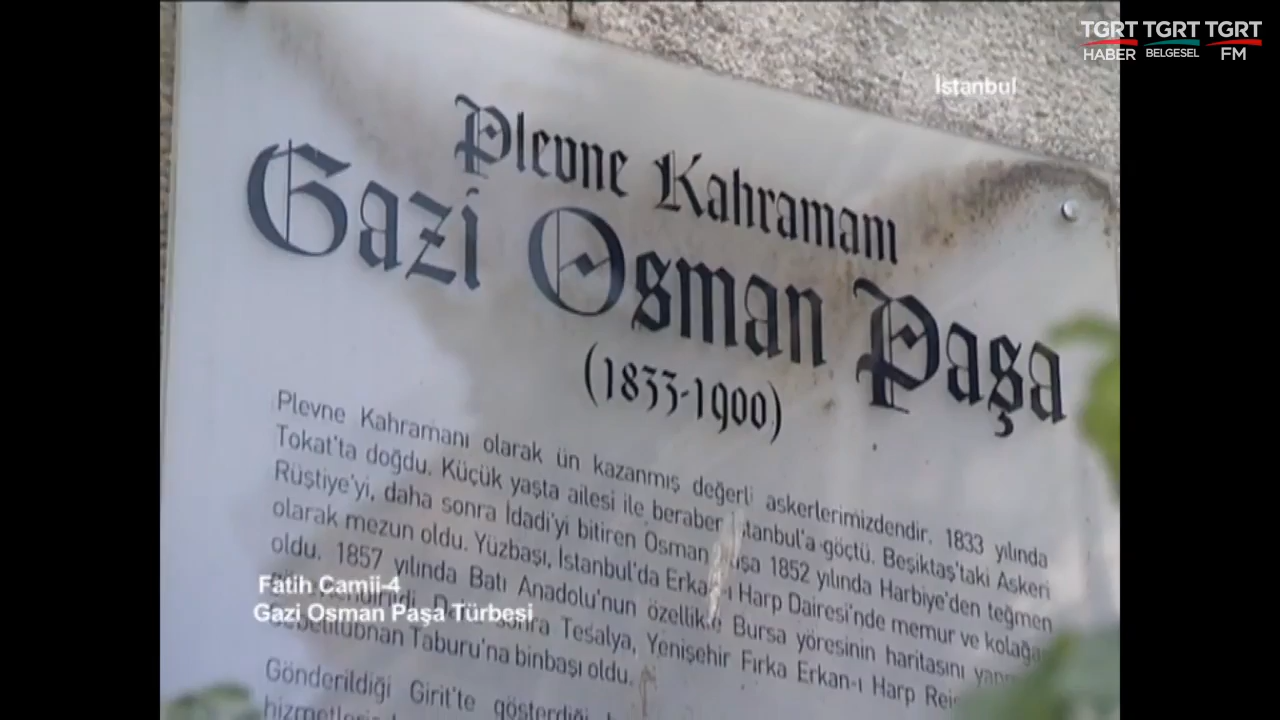 TGRT TGRT TGRT
HABER BELGESEL FM
İstanbul
Plevne Kahramanı
Gazi Osman Paşa
(1833-1900)
Plevne Kahramanı olarak ün kazanmış değerli askerlerimizdendir. 1833 yılında
Tokat'ta doğdu. Küçük yaşta ailesi ile beraber İstanbul'a göçtü. Beşiktaş'taki Askeri
Rüştiye'yi, daha sonra İdadi'yi bitiren Osman Paşa 1852 yılında Harbiye'den teğmen
olarak mezun oldu. Yüzbaşı, İstanbul'da Harp Dairesi'nde memur ve
oldu. 1857 yılında Batı Anadolu'nun özellikle Bursa yöresinin haritasını
sonra Tesalya, Yenişehir Fırka Erkan-ı Harp
Taburu'na binbaşı oldu.
Gönderildiği Girit'te gösterdiği
Fatih Camii-4
Gazi Osman Paşa Türbesi